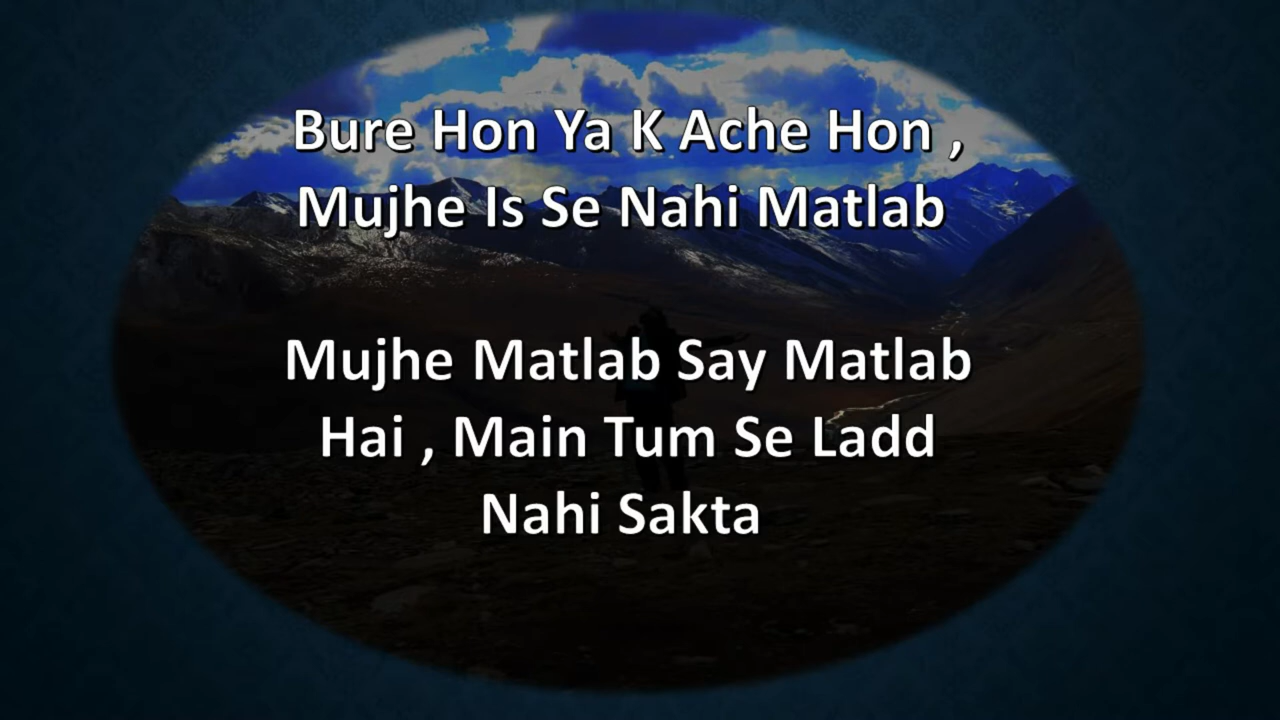 Bure Hon Ya K Ache Hon ,
Mujhe Is Se Nahi Matlab
Mujhe Matlab Say Matlab
Hai , Main Tum Se Ladd
Nahi Sakta